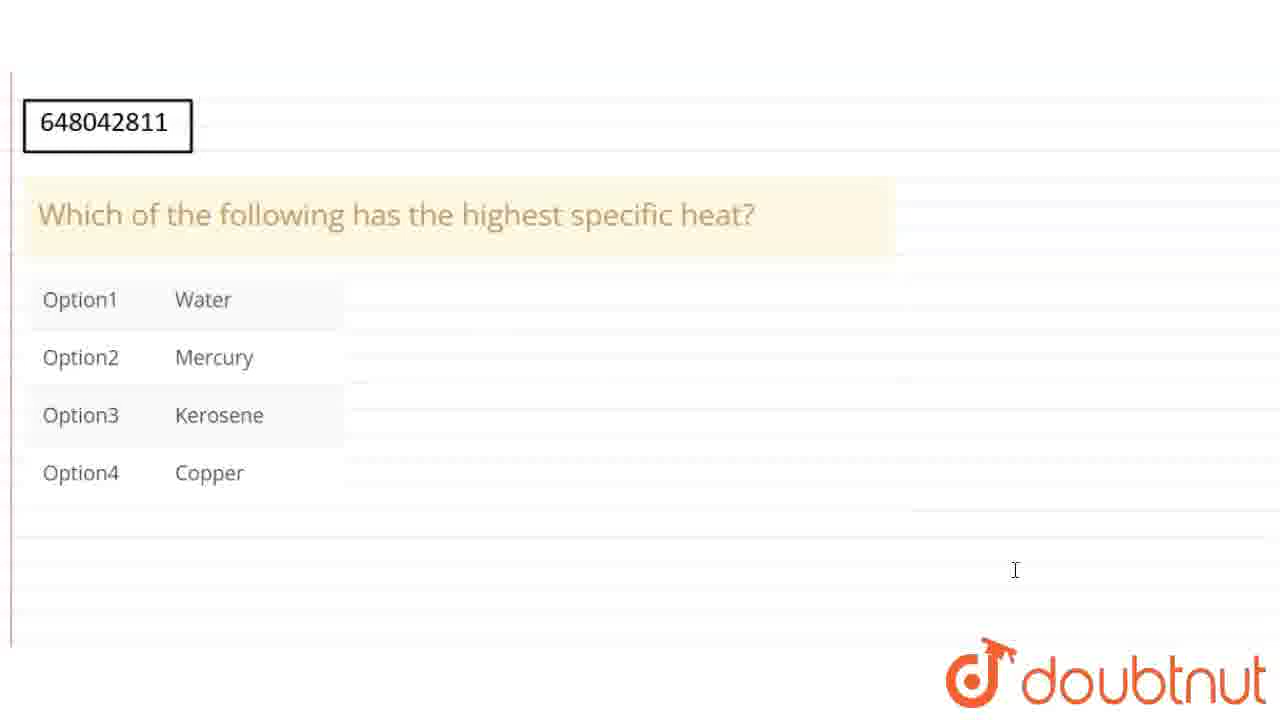 648042811
Which of the following has the highest specific heat?
Option1 Water
Option2 Mercury
Option3 Kerosene
Option4 Copper
doubtnut